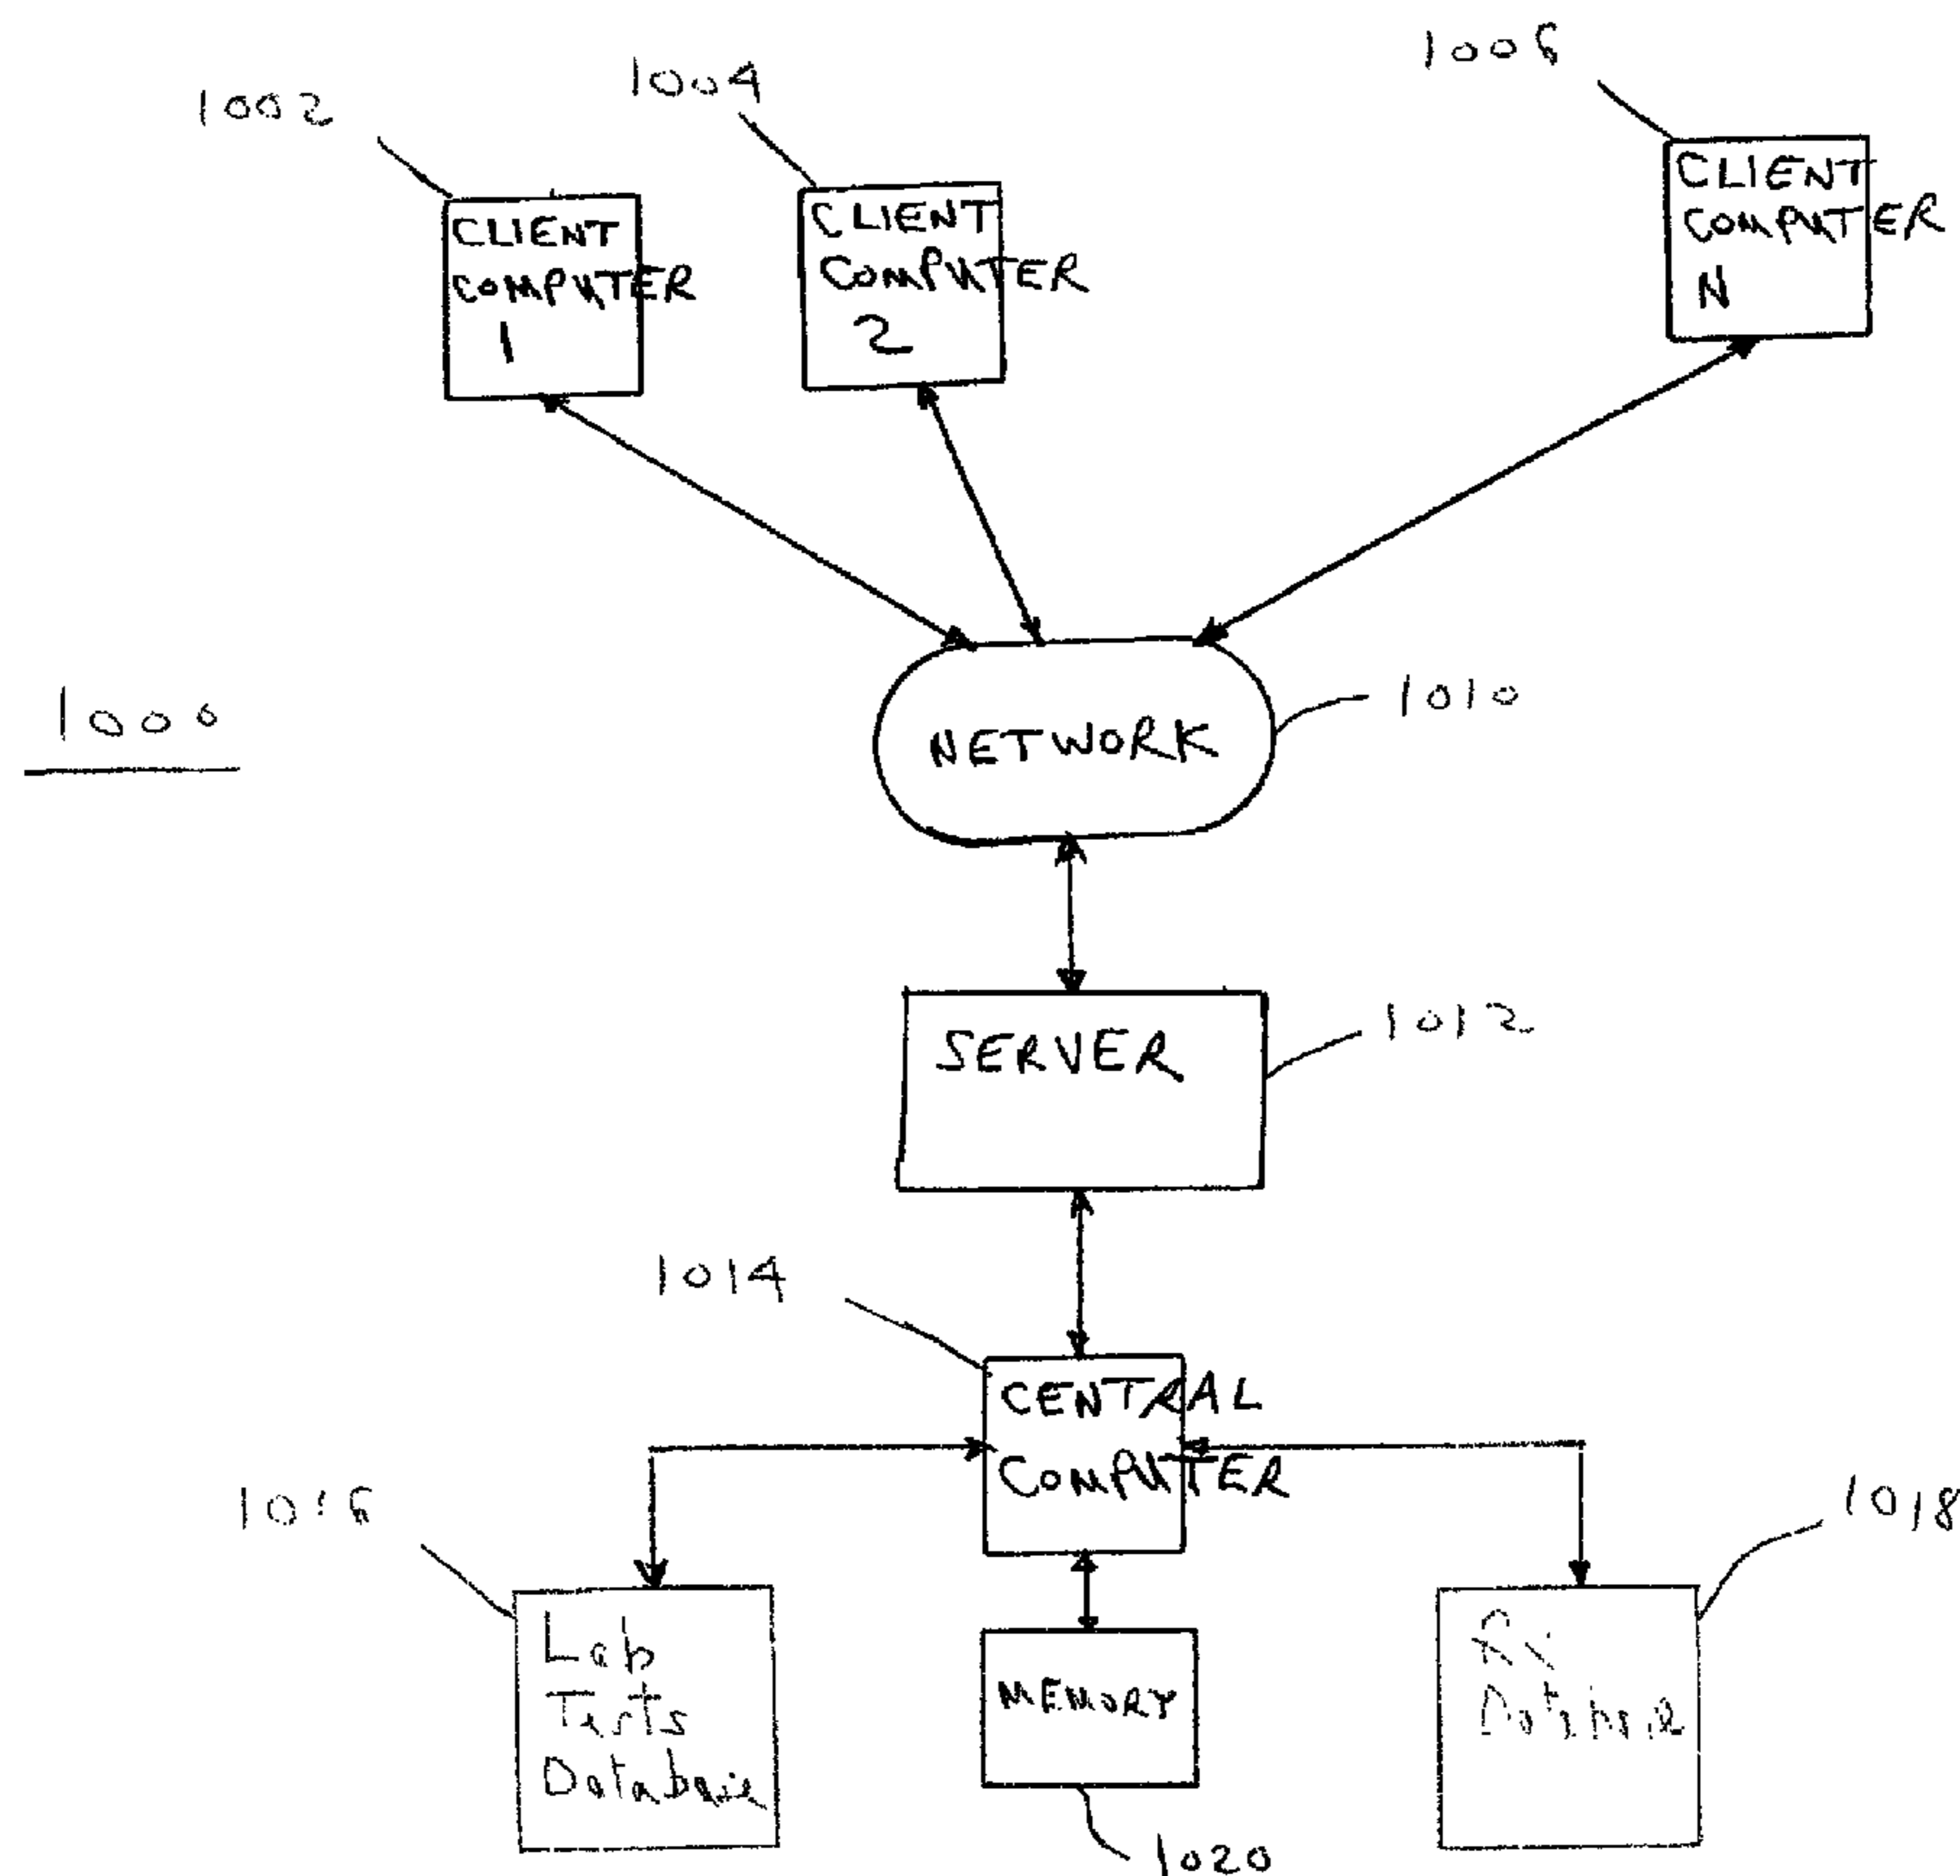 1002
1004
1006
CLIENT
COMPUTER
1
CLIENT
COMPUTER
2
CLIENT
COMPUTER
N
1000
NETWORK
1010
SERVER
1012
1014
CENTRAL
COMPUTER
1016
1018
Lab
Tests
Database
MEMORY
Rx
Database
1020